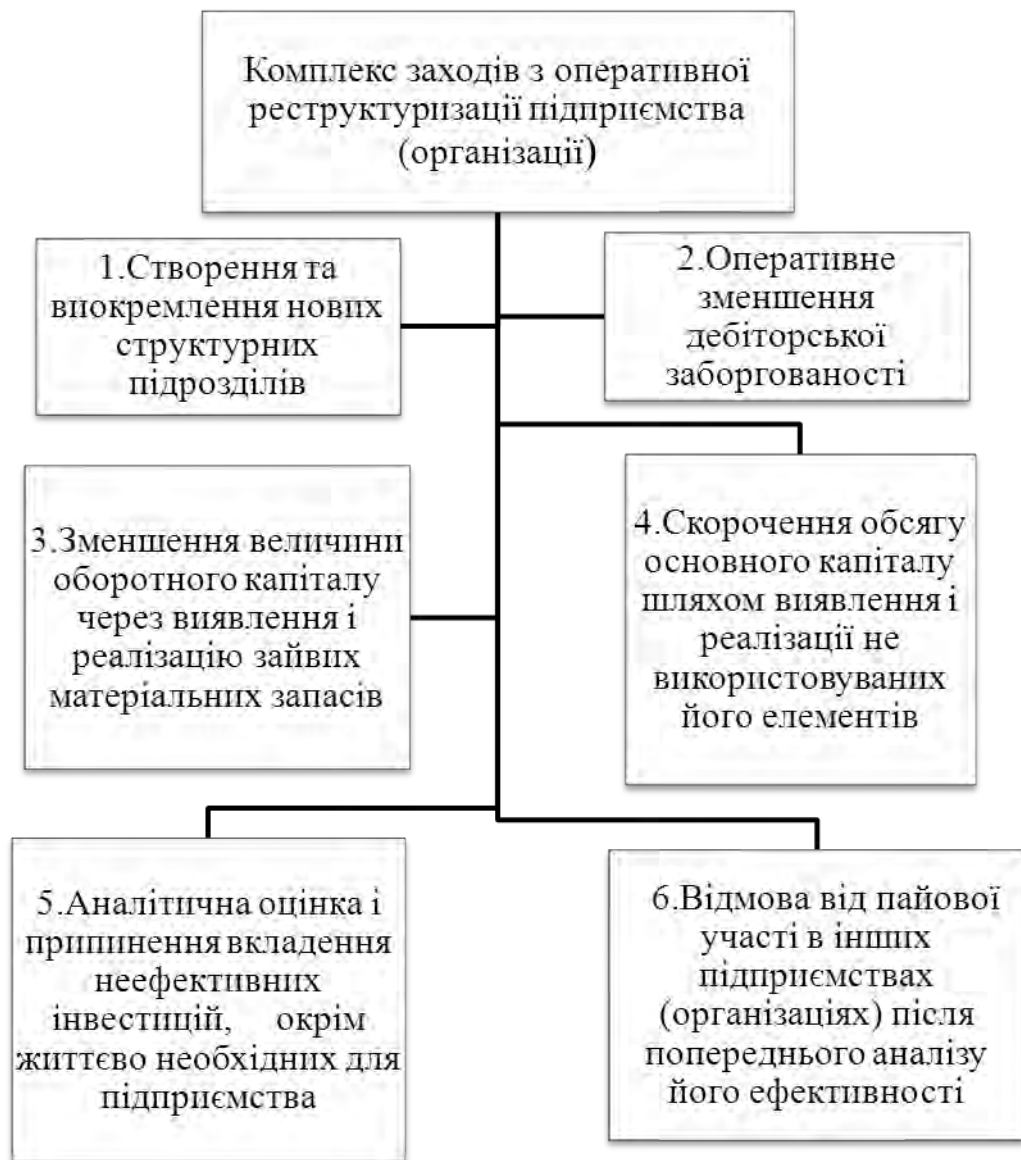 Комплекс заходів з оперативної
реструктуризації підприємства
(організації)
1.Створення та
виокремлення нових
структурних
підрозділів
2.Оперативне
зменшення
дебіторської
заборгованості
3.Зменшення величини
оборотного капіталу
через виявлення і
реалізацію зайвих
матеріальних запасів
4.Скорочення обсягу
основного капіталу
шляхом виявлення і
реалізації не
використовуваних
його елементів
5.Аналітична оцінка і
припинення вкладення
неефективних
інвестицій, окрім
життєво необхідних для
підприємства
6.Відмова від пайової
участі в інших
підприємствах
(організаціях) після
попереднього аналізу
його ефективності